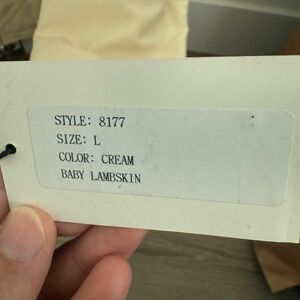 STYLE: 8177
SIZE: L
COLOR: CREAM
BABY LAMBSKIN